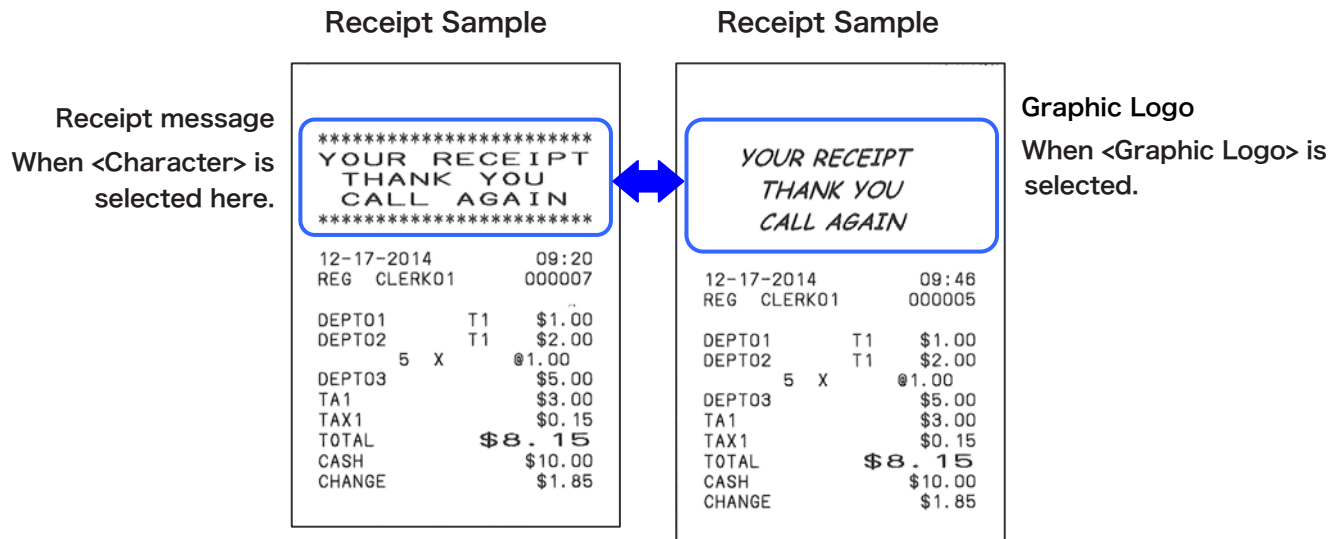 Receipt Sample
Receipt message
When <Character> is
selected here.
************************
YOUR RECEIPT
THANK YOU
CALL AGAIN
************************
12-17-2014 09:20
REG CLERK01 000007
DEPT01 T1 $1.00
DEPT02 T1 $2.00
5 X @1.00
DEPT03 $5.00
TA1 $3.00
TAX1 $0.15
TOTAL $8.15
CASH $10.00
CHANGE $1.85
Receipt Sample
YOUR RECEIPT
THANK YOU
CALL AGAIN
12-17-2014 09:46
REG CLERK01 000005
DEPT01 T1 $1.00
DEPT02 T1 $2.00
5 X @1.00
DEPT03 $5.00
TA1 $3.00
TAX1 $0.15
TOTAL $8.15
CASH $10.00
CHANGE $1.85
Graphic Logo
When <Graphic Logo> is
selected.